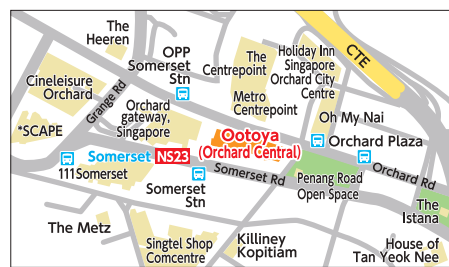 The
Heeren
OPP
Somerset
Stn
The
Centrepoint
Metro
Centrepoint
Holiday Inn
Singapore
Orchard City
Centre
CTE
Cineleisure
Orchard
Grange Rd
Orchard
gateway,
Singapore
Oh My Nai
*SCAPE
Ootoya
(Orchard Central)
Orchard Plaza
Somerset NS23
111 Somerset
Somerset
Stn
Somerset Rd
Penang Road
Open Space
Orchard Rd
The
Istana
The Metz
Singtel Shop
Comcentre
Killiney
Kopitiam
House of
Tan Yeok Nee